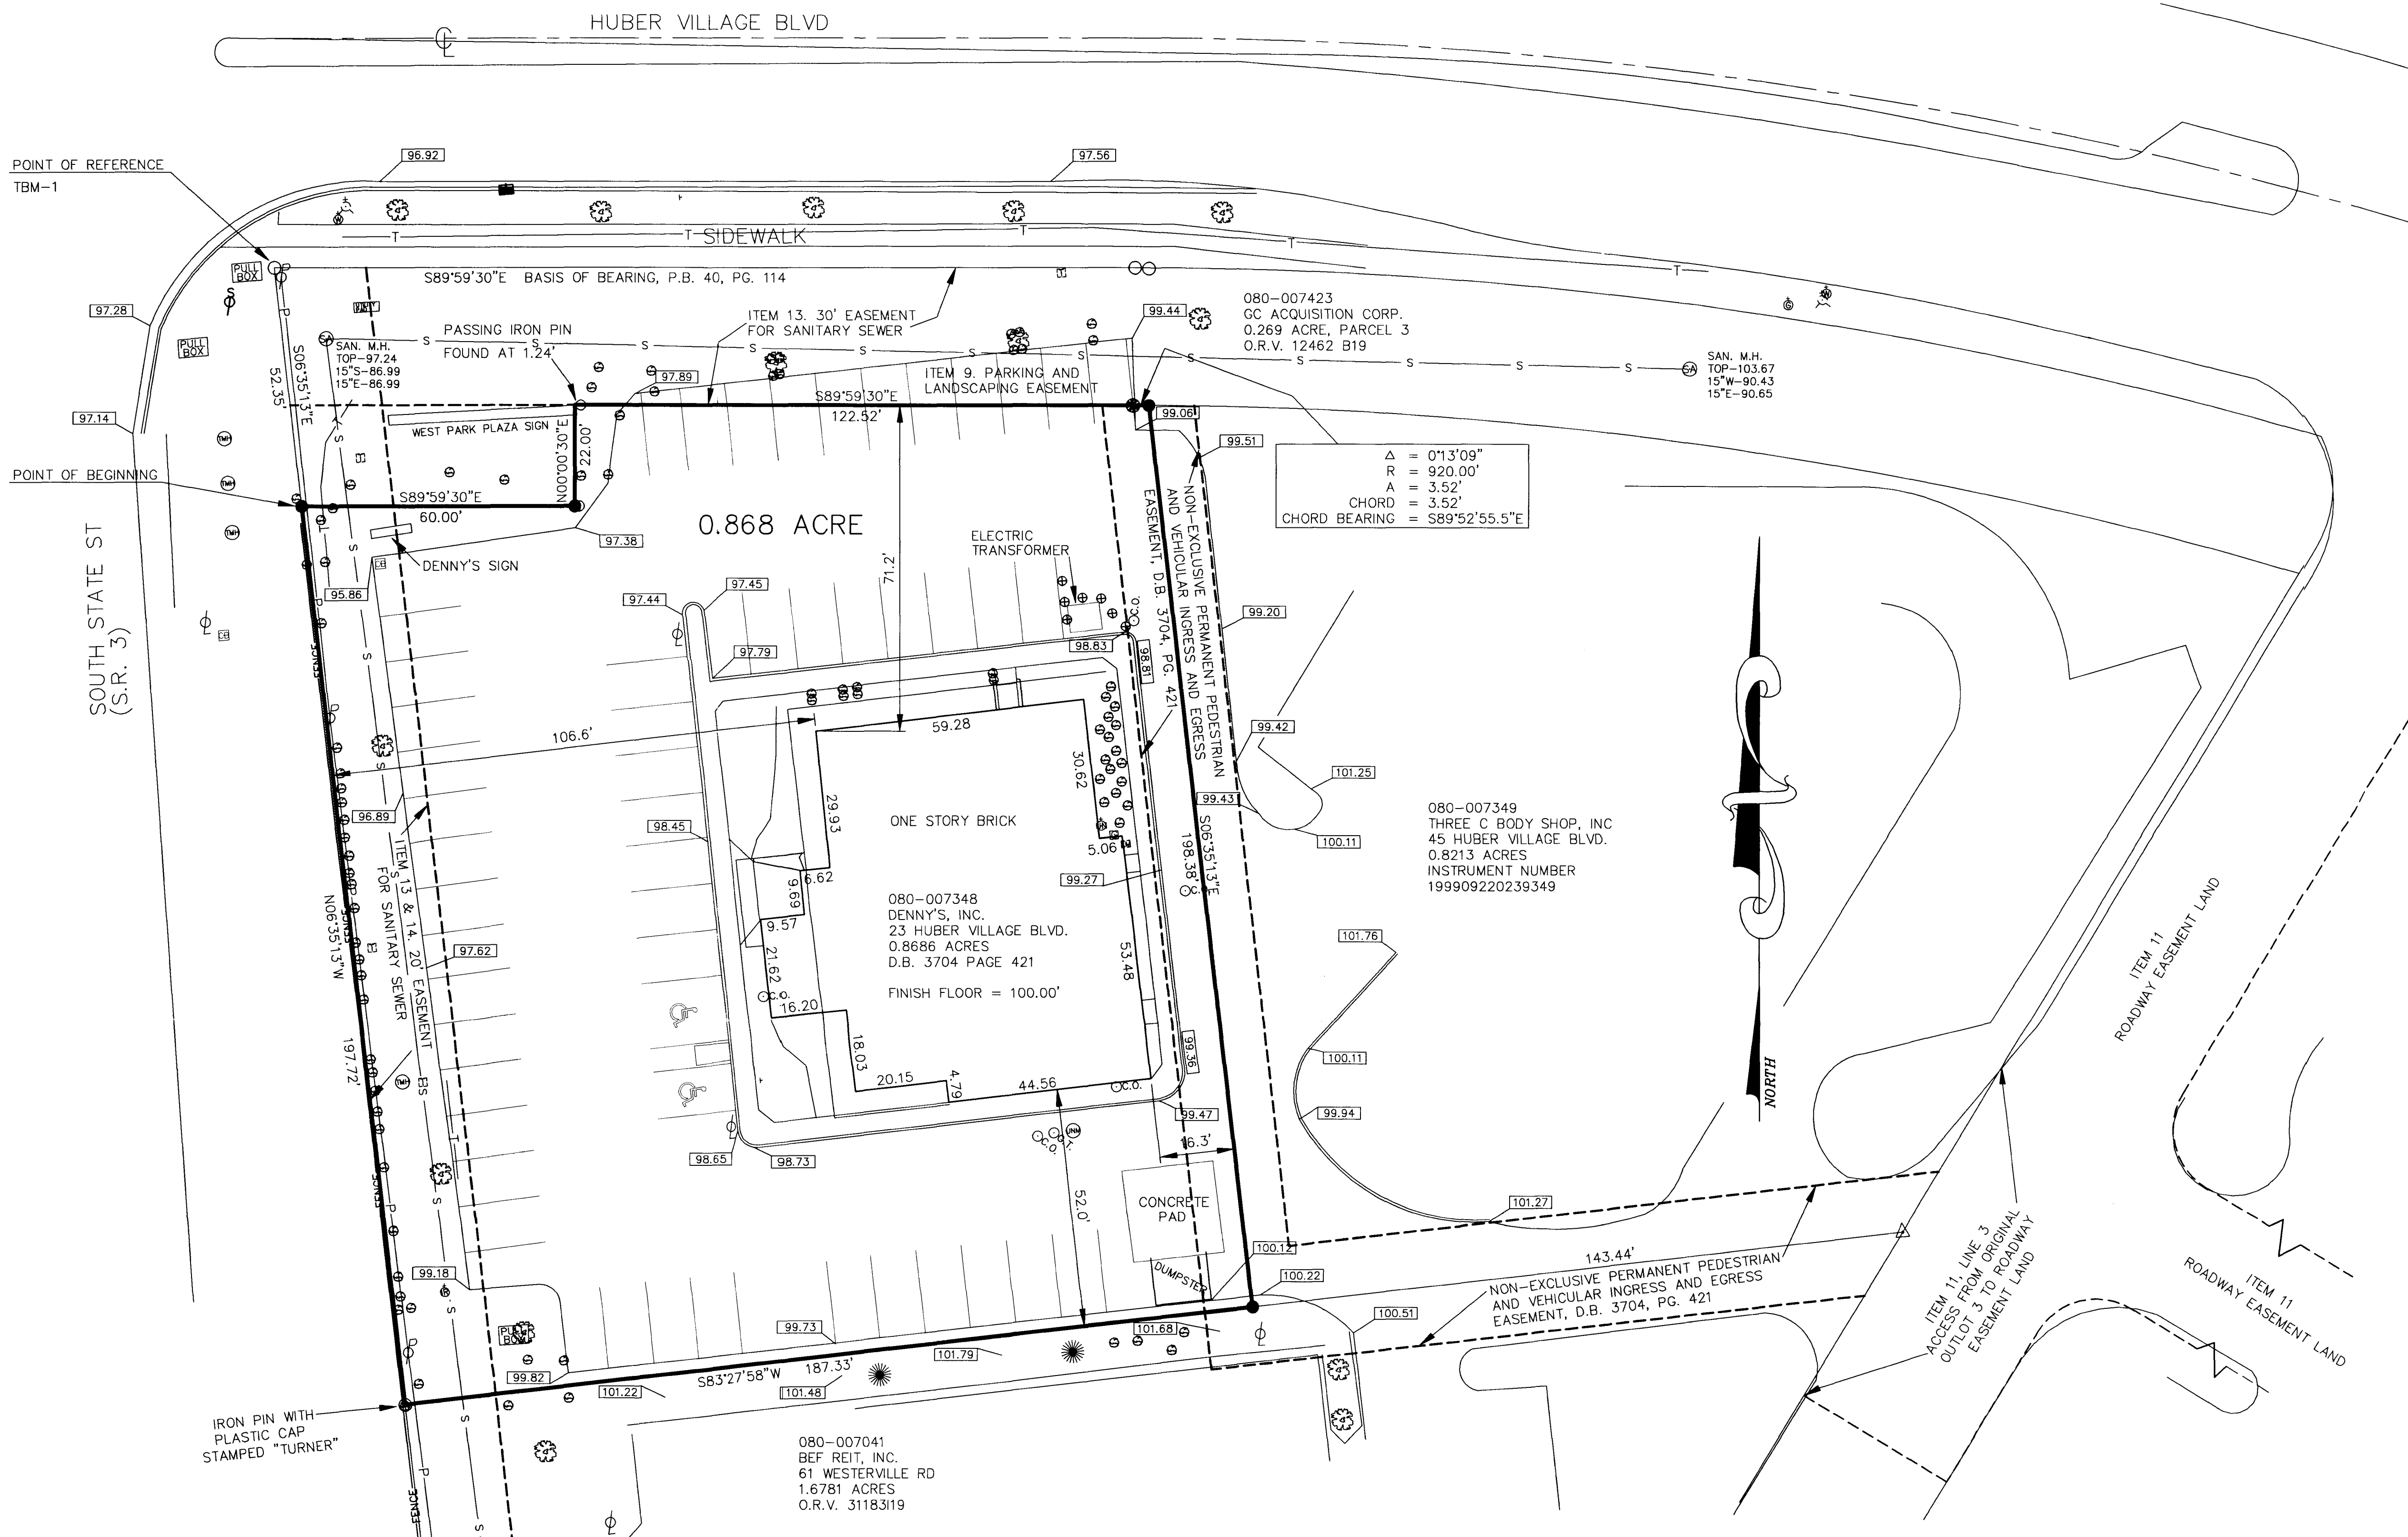 HUBER VILLAGE BLVD
96.92
97.56
POINT OF REFERENCE
TBM-1
T
T
SIDEWALK
T
T
T
PULL
BOX
S89°59'30"E BASIS OF BEARING, P.B. 40, PG. 114
97.28
PULL
BOX
PASSING IRON PIN
FOUND AT 1.24'
ITEM 13. 30' EASEMENT
FOR SANITARY SEWER
99.44
080-007423
GC ACQUISITION CORP.
0.269 ACRE, PARCEL 3
O.R.V. 12462 B19
S06°35'13"E
52.35'
SAN. M.H.
TOP-97.24
15"S-86.99
15"E-86.99
SAN. M.H.
TOP-103.67
15"W-90.43
15"E-90.65
97.89
ITEM 9. PARKING AND
LANDSCAPING EASEMENT
S89°59'30"E
122.52'
99.06
97.14
WEST PARK PLAZA SIGN
N00°00'30"E
22.00'
99.51
Δ = 0°13'09"
R = 920.00'
A = 3.52'
CHORD = 3.52'
CHORD BEARING = S89°52'55.5"E
POINT OF BEGINNING
S89°59'30"E
60.00'
0.868 ACRE
97.38
DENNY'S SIGN
95.86
71.2'
ELECTRIC
TRANSFORMER
NON-EXCLUSIVE PERMANENT PEDESTRIAN
AND VEHICULAR INGRESS AND EGRESS
EASEMENT, D.B. 3704, PG. 421
SOUTH STATE ST
(S.R. 3)
97.44
97.45
99.20
98.83
98.81
97.79
FENCE
106.6'
59.28
99.42
30.62
101.25
29.93
99.43
96.89
98.45
ONE STORY BRICK
100.11
5.06
S06°35'13"E
198.38'
080-007349
THREE C BODY SHOP, INC
45 HUBER VILLAGE BLVD.
0.8213 ACRES
INSTRUMENT NUMBER
199909220239349
6.62
9.69
99.27
C.O.
9.57
080-007348
DENNY'S, INC.
23 HUBER VILLAGE BLVD.
0.8686 ACRES
D.B. 3704 PAGE 421
FINISH FLOOR = 100.00'
ITEM 13 & 14. 20' EASEMENT
FOR SANITARY SEWER
FENCE
N06°35'13"W
197.72'
97.62
101.76
21.62
53.48
C.O.
16.20
ITEM 11
ROADWAY EASEMENT LAND
18.03
99.36
100.11
20.15
4.79
44.56
C.O.
NORTH
99.47
99.94
98.65
98.73
C.O.
G.T.
16.3'
FENCE
52.0'
CONCRETE
PAD
101.27
100.12
DUMPSTER
143.44'
99.18
100.22
NON-EXCLUSIVE PERMANENT PEDESTRIAN
AND VEHICULAR INGRESS AND EGRESS
EASEMENT, D.B. 3704, PG. 421
ITEM 11, LINE 3
ACCESS FROM ORIGINAL
OUTLOT 3 TO ROADWAY
EASEMENT LAND
ITEM 11
ROADWAY EASEMENT LAND
PULL
BOX
99.73
101.68
100.51
101.79
99.82
S83°27'58"W 187.33'
101.22
101.48
IRON PIN WITH
PLASTIC CAP
STAMPED "TURNER"
080-007041
BEF REIT, INC.
61 WESTERVILLE RD
1.6781 ACRES
O.R.V. 31183I19
FENCE